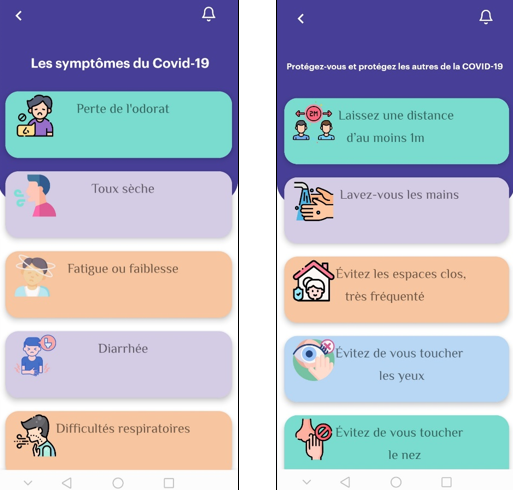 Les symptômes du Covid-19
Perte de l'odorat
Toux sèche
Fatigue ou faiblesse
Diarrhée
Difficultés respiratoires
Protégez-vous et protégez les autres de la COVID-19
2M
Laissez une distance
d'au moins 1m
Lavez-vous les mains
Évitez les espaces clos,
très fréquenté
Évitez de vous toucher
les yeux
Évitez de vous toucher
le nez